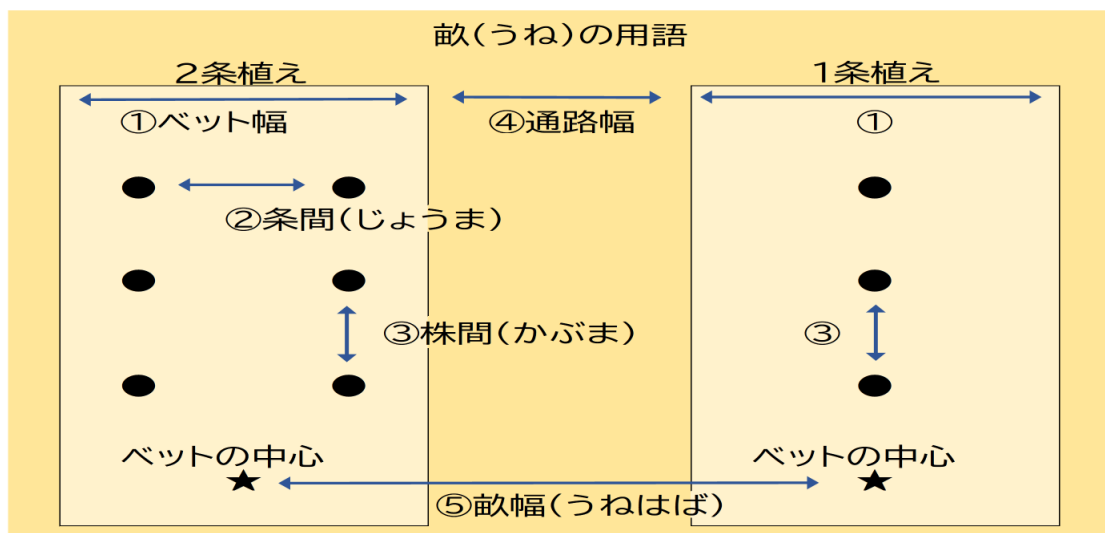 畝(うね)の用語
2条植え
1条植え
①ベット幅
④通路幅
①
②条間(じょうま)
③株間(かぶま)
③
ベットの中心
ベットの中心
★
★
⑤畝幅(うねはば)